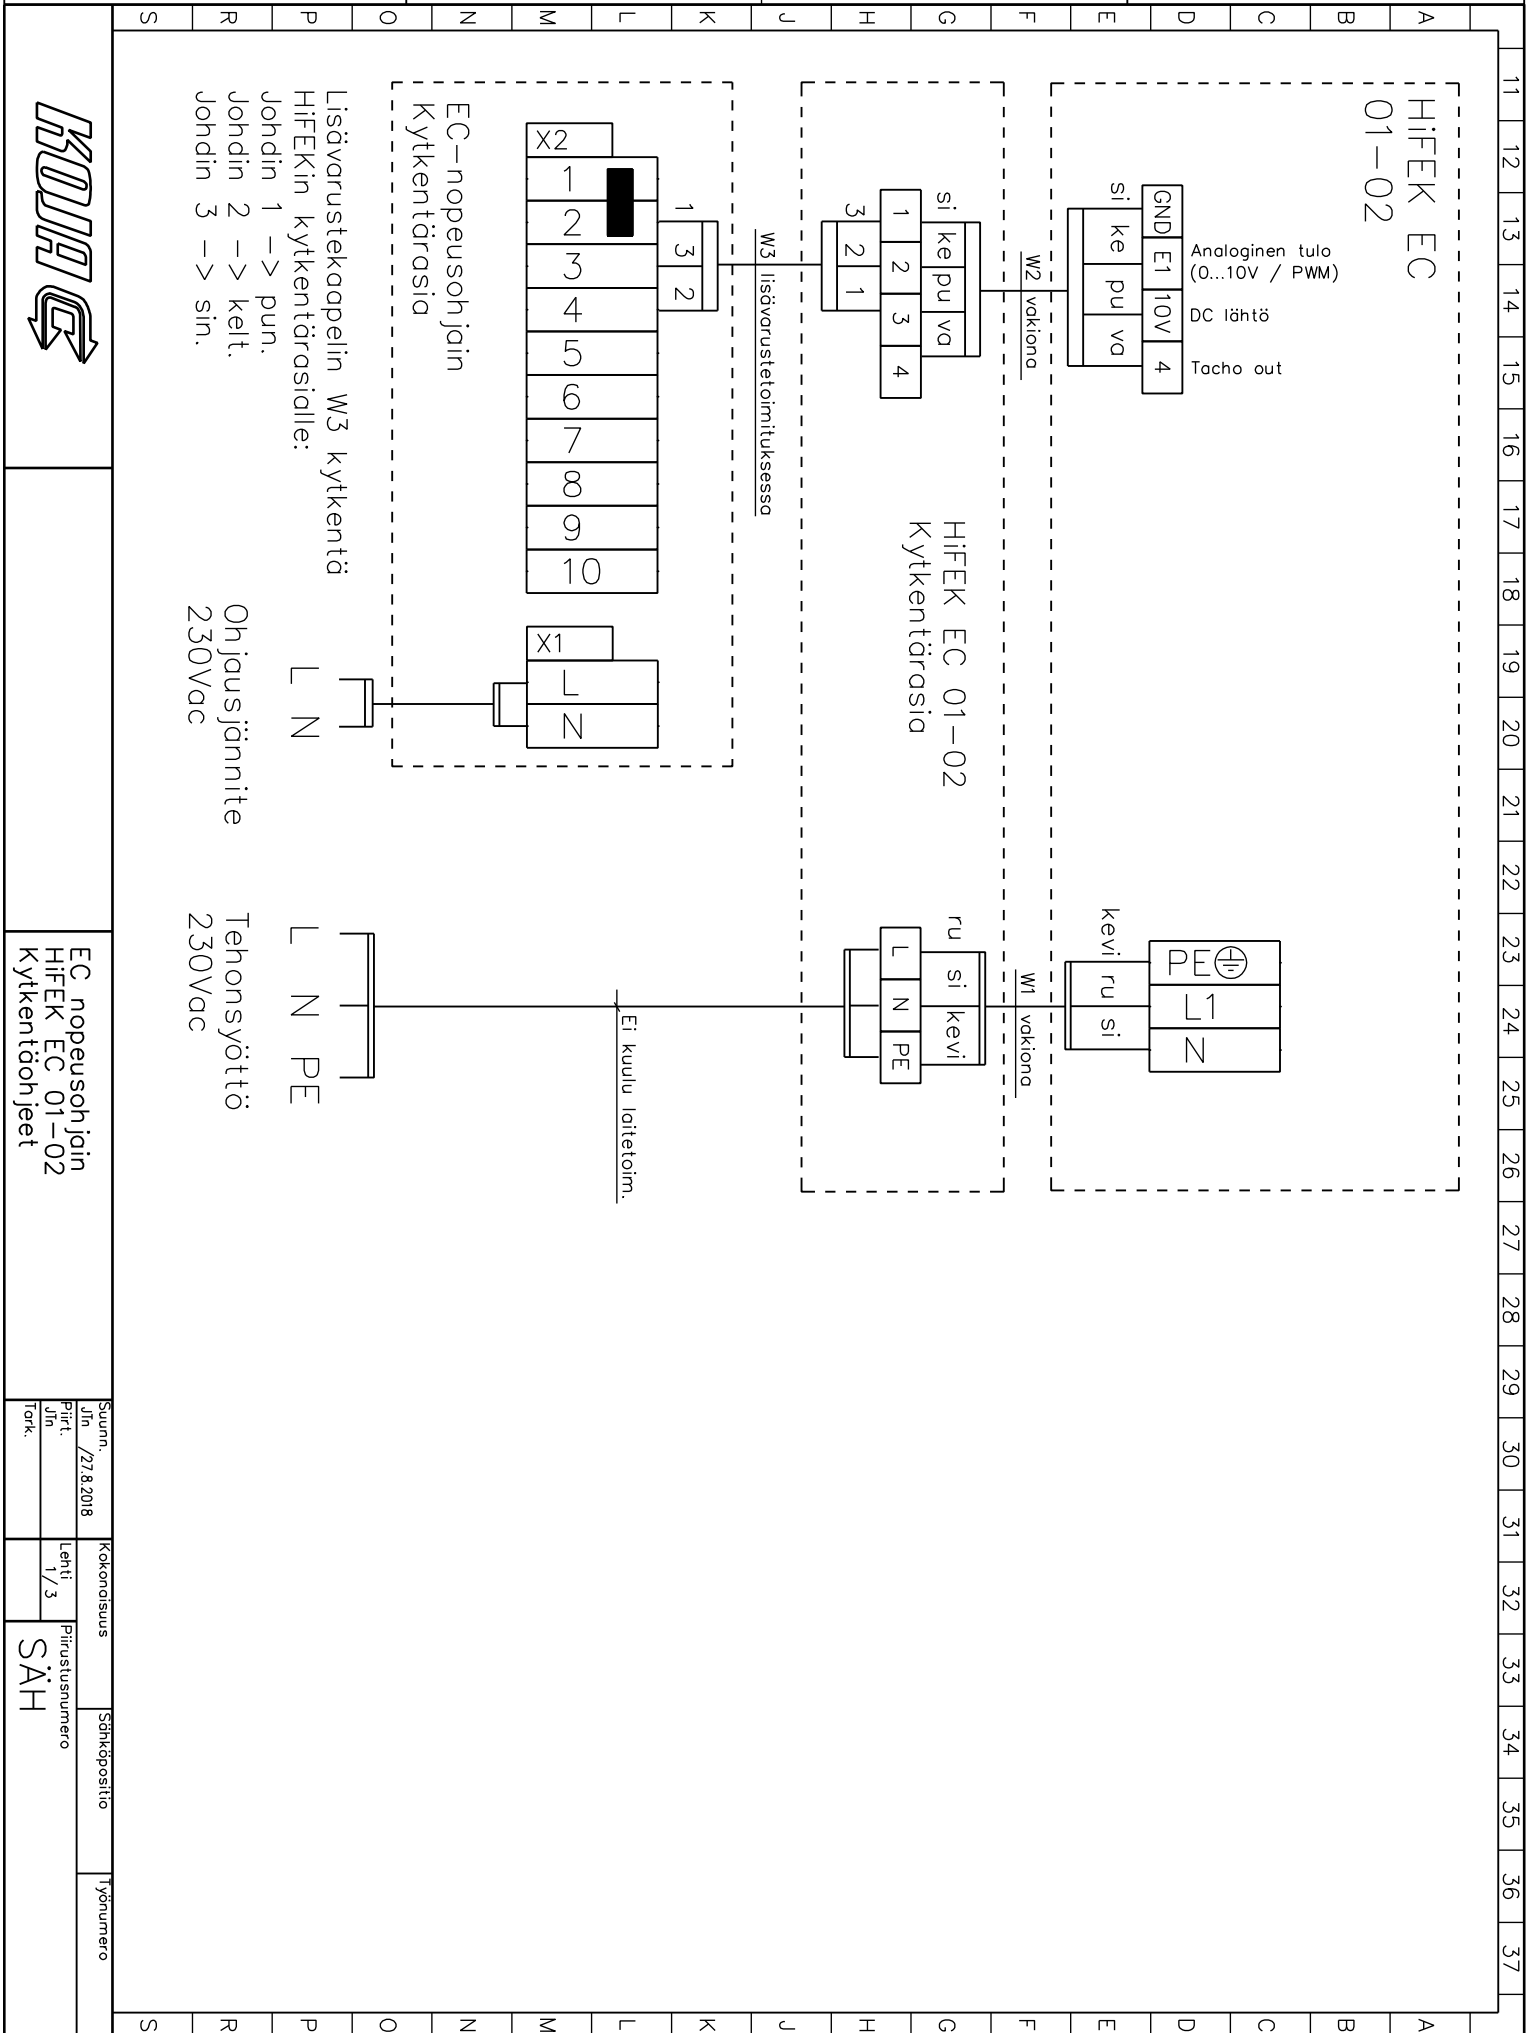 11 12 13 14 15 16 17 18 19 20 21 22 23 24 25 26 27 28 29 30 31 32 33 34 35 36 37
A
B
C
D
E
F
G
H
J
K
L
M
N
O
P
R
S
HiFEK EC
01-02
Analoginen tulo
(0...10V / PWM)
DC lähtö
Tacho out
GND E1 10V 4
si ke pu va
PE
L1
N
kevi ru si
W2 vakiona
W1 vakiona
HiFEK EC 01-02
Kytkentärasia
si ke pu va
1 2 3 4
3 2 1
ru si kevi
L N PE
W3 lisävarustetoimituksessa
1 3 2
X2
1 2 3 4 5 6 7 8 9 10
X1
L N
EC-nopeusohjain
Kytkentärasia
Ei kuulu laitetoim.
Lisävarustekaapelin W3 kytkentä
HiFEKin kytkentärasialle:
Johdin 1 -> pun.
Johdin 2 -> kelt.
Johdin 3 -> sin.
L N
Ohjausjännite
230Vac
L N PE
Tehonsyöttö
230Vac
A
B
C
D
E
F
G
H
J
K
L
M
N
O
P
R
S
KOJA
EC nopeusohjain
HiFEK EC 01-02
Kytkentäohjeet
Suunn.
JTn /27.8.2018
Piirt.
JTn
Tark.
Kokonaisuus
Lehti
1/3
Sähköpositio
Työnumero
Piirustusnumero
SÄH